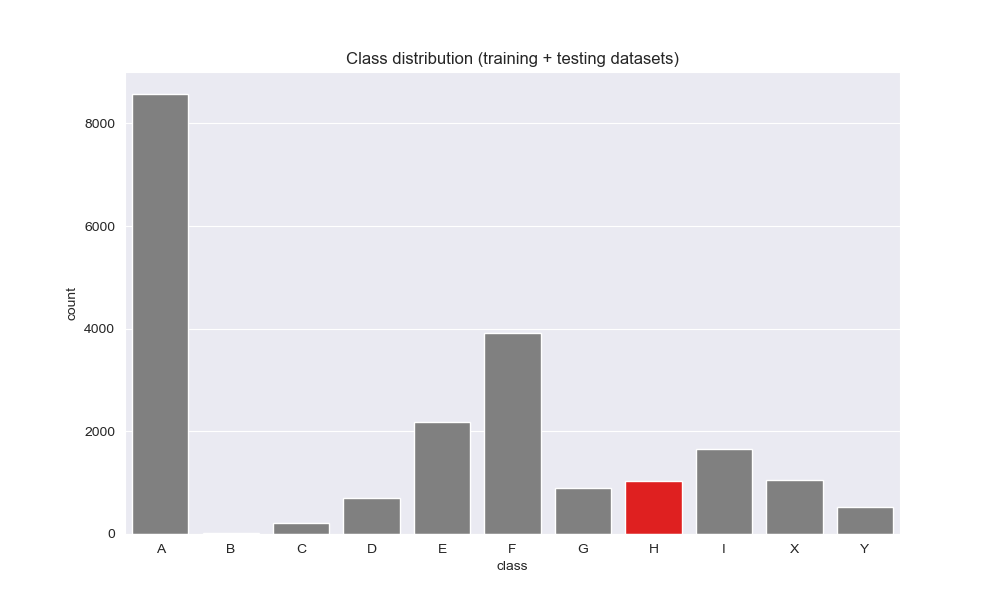 Class distribution (training + testing datasets)
8000
6000
4000
2000
0
count
A B C D E F G H I X Y
class